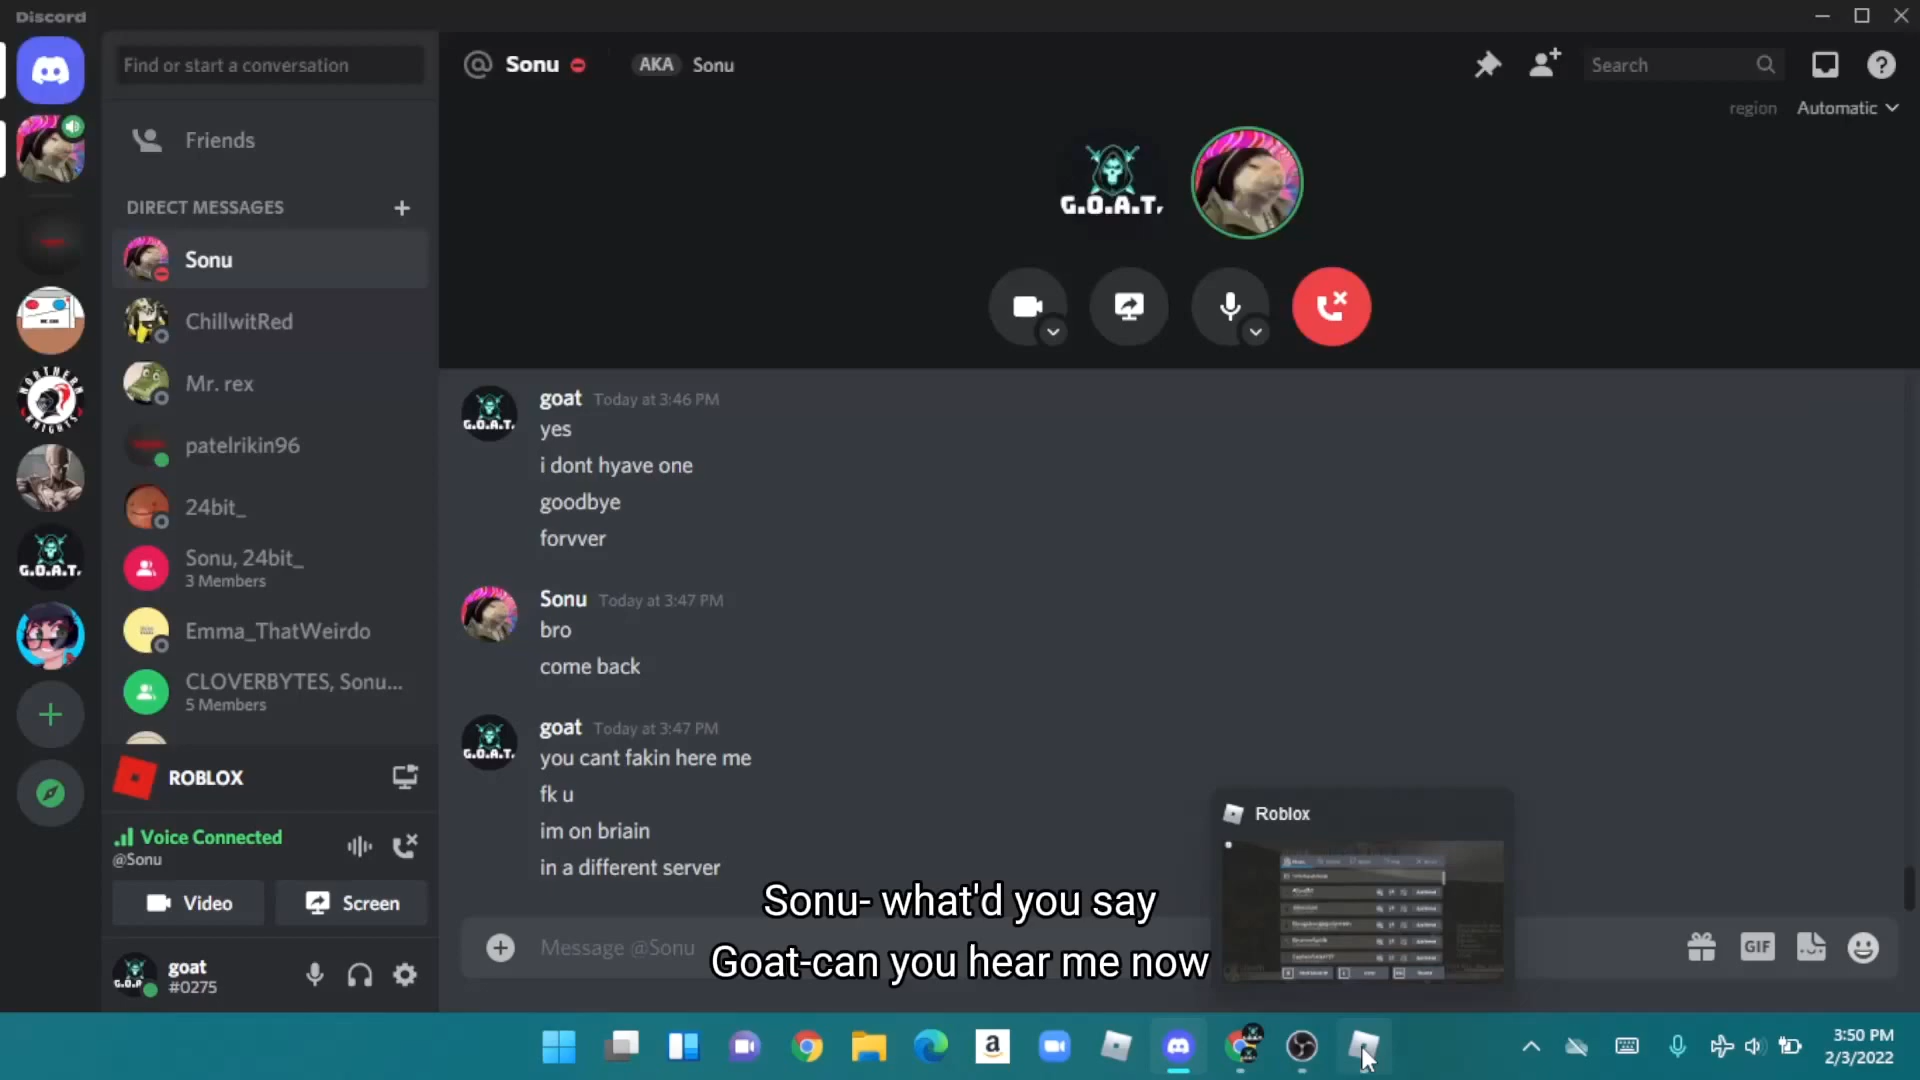 Discord
Find or start a conversation
Sonu
AKA
Sonu
Search
region
Automatic
Friends
DIRECT MESSAGES
Sonu
ChillwitRed
Mr. rex
patelrikin96
24bit_
Sonu, 24bit_
3 Members
Emma_ThatWeirdo
CLOVERBYTES, Sonu...
5 Members
ROBLOX
Voice Connected
@Sonu
Video
Screen
goat
#0275
NORTHERN KNIGHTS
G.O.A.T.
G.O.A.T.
goat Today at 3:46 PM
yes
i dont hyave one
goodbye
forvver
Sonu Today at 3:47 PM
bro
come back
goat Today at 3:47 PM
you cant fakin here me
fk u
im on briain
in a different server
Roblox
Sonu- what'd you say
Goat-can you hear me now
Message @Sonu
GIF
3:50 PM
2/3/2022